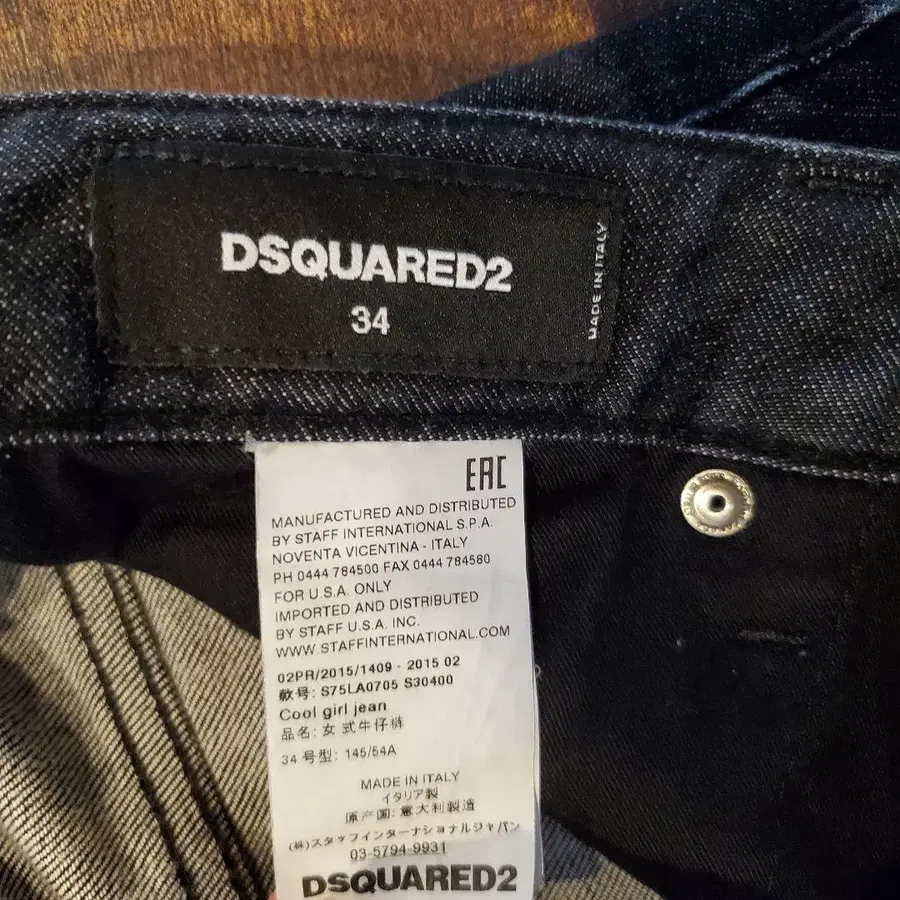 DSQUARED2
34
MADE IN ITALY
EAC
MANUFACTURED AND DISTRIBUTED
BY STAFF INTERNATIONAL S.P.A.
NOVENTA VICENTINA - ITALY
PH 0444 784500 FAX 0444 784580
FOR U.S.A. ONLY
IMPORTED AND DISTRIBUTED
BY STAFF U.S.A. INC.
WWW.STAFFINTERNATIONAL.COM
02PR/2015/1409 - 2015 02
款号: S75LA0705 S30400
Cool girl jean
品名: 女式牛仔裤
34 号型: 145/54A
MADE IN ITALY
イタリア製
原产国: 意大利製造
(株)スタッフインターナショナルジャパン
03-5794-9931
DSQUARED2